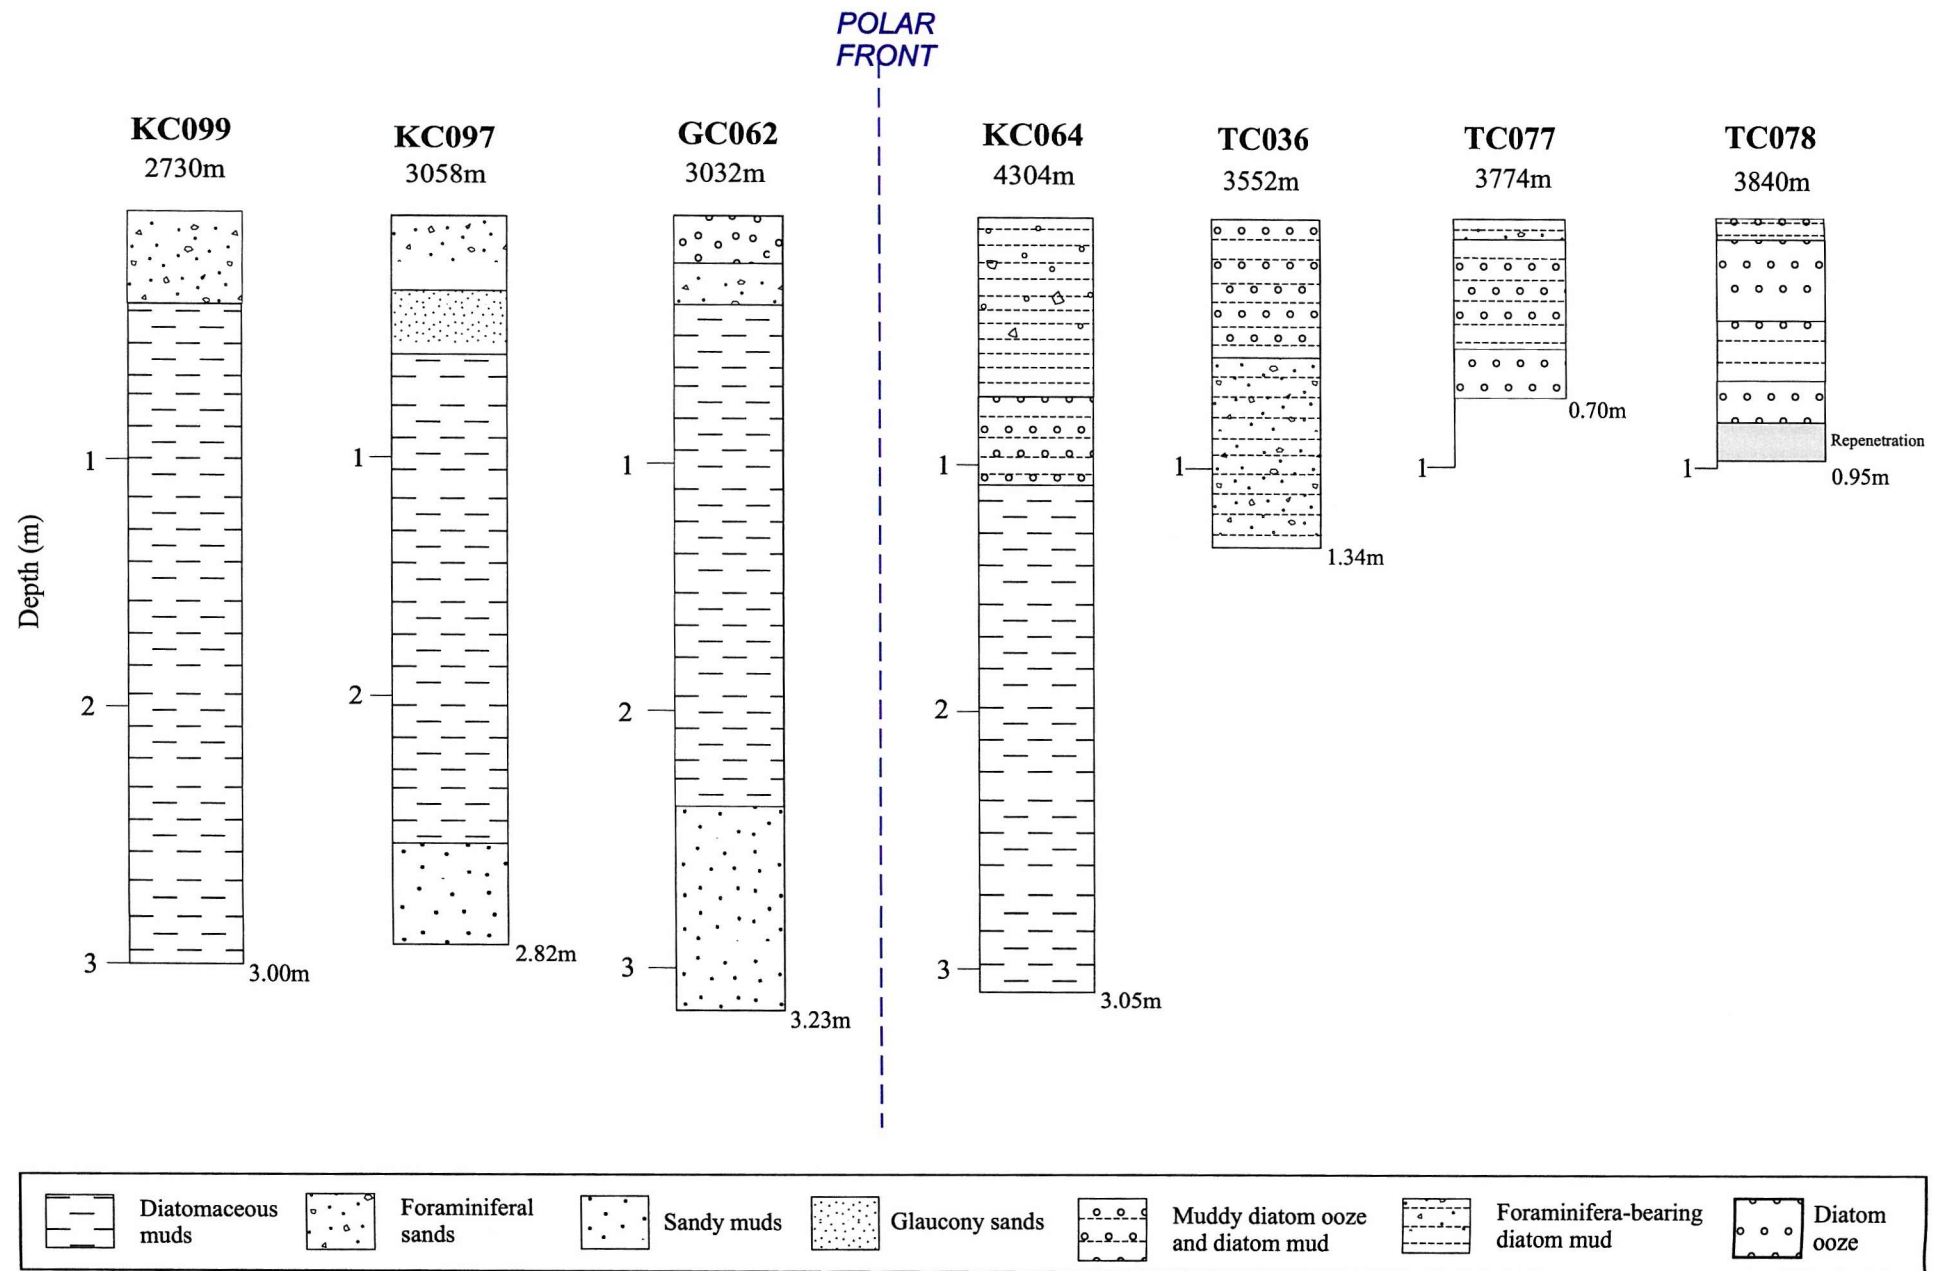 POLAR
FRONT
KC099
2730m
KC097
3058m
GC062
3032m
KC064
4304m
TC036
3552m
TC077
3774m
TC078
3840m
c
Depth (m)
1
2
3
3.00m
1
2
2.82m
1
2
3
3.23m
1
2
3
3.05m
1
1.34m
1
0.70m
1
Repenetration
0.95m
Diatomaceous
muds
Foraminiferal
sands
Sandy muds
Glaucony sands
Muddy diatom ooze
and diatom mud
Foraminifera-bearing
diatom mud
Diatom
ooze